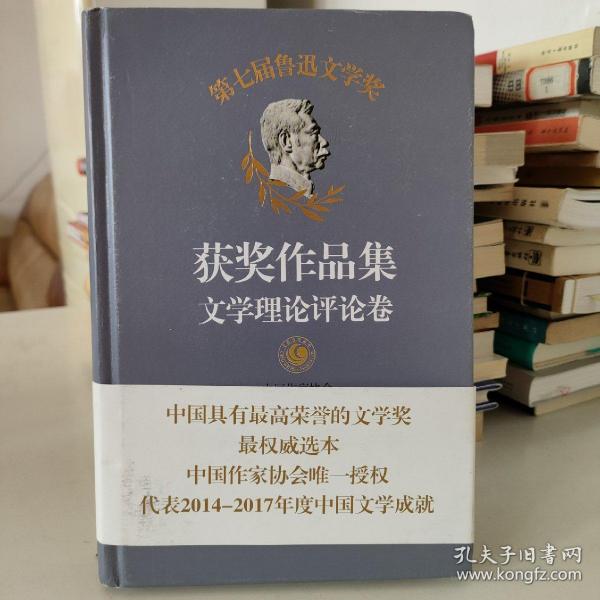 第七届鲁迅文学奖
获奖作品集
文学理论评论卷
中国具有最高荣誉的文学奖
最权威选本
中国作家协会唯一授权
代表2014-2017年度中国文学成就
孔夫子旧书网
www.kongfz.com